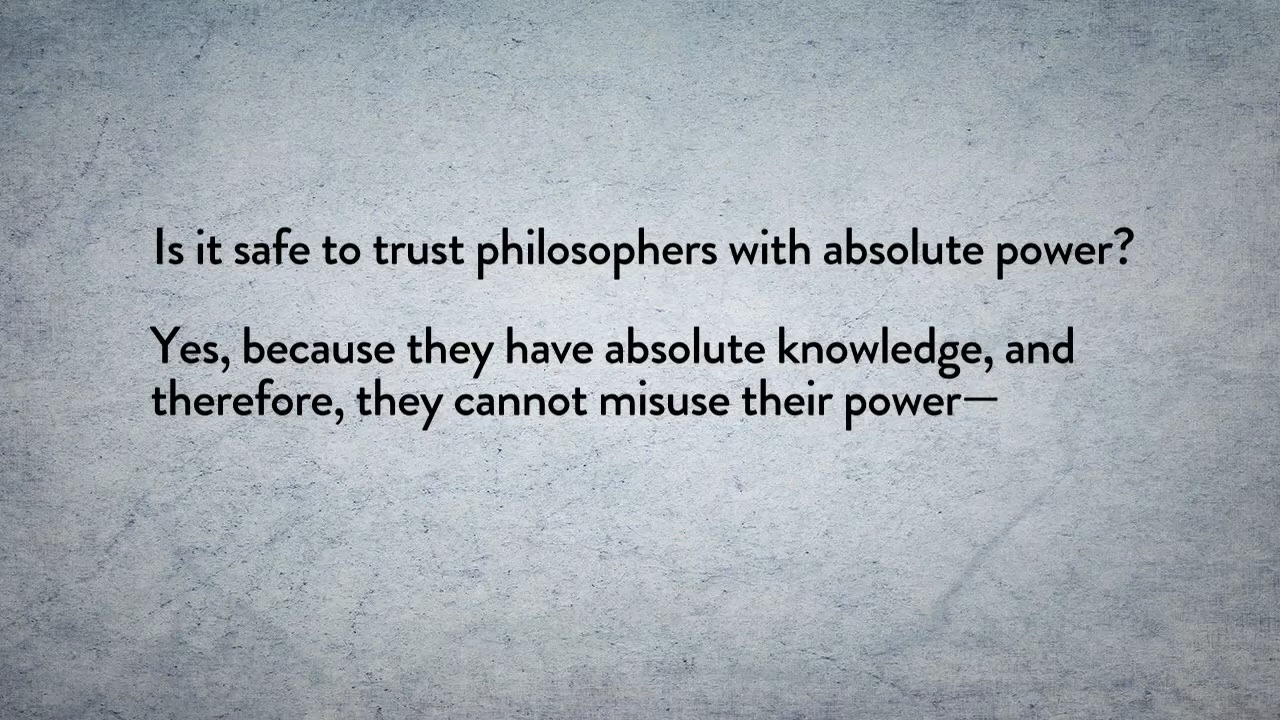 Is it safe to trust philosophers with absolute power?
Yes, because they have absolute knowledge, and
therefore, they cannot misuse their power—